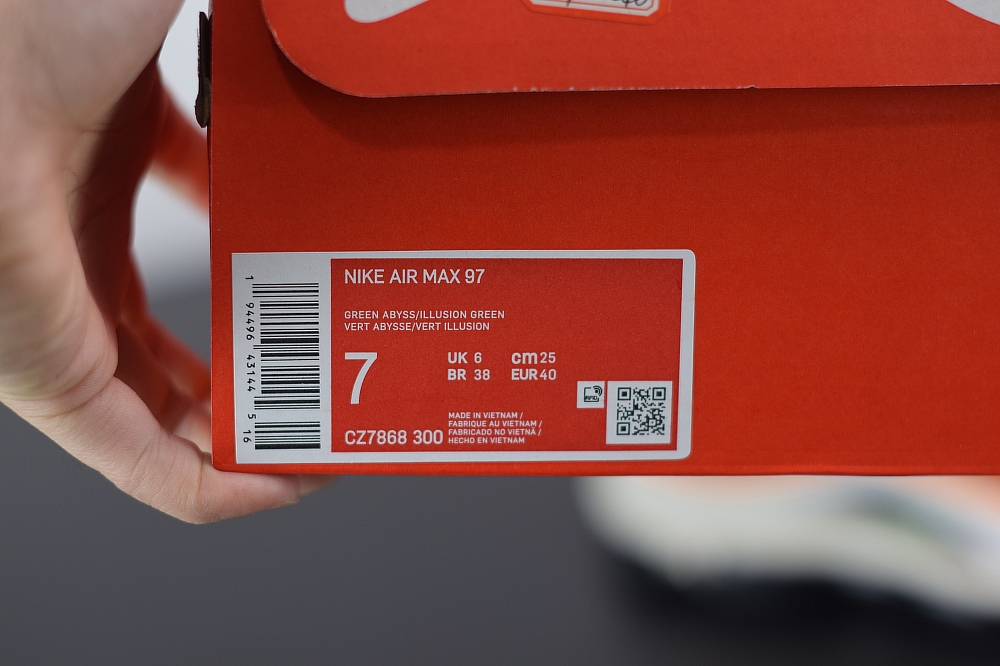 NIKE AIR MAX 97
GREEN ABYSS/ILLUSION GREEN
VERT ABYSSE/VERT ILLUSION
7
UK 6 cm 25
BR 38 EUR 40
CZ7868 300
MADE IN VIETNAM /
FABRIQUE AU VIETNAM /
FABRICADO NO VIETNÃ /
HECHO EN VIETNAM
RFID
1 94496 43144 5 16